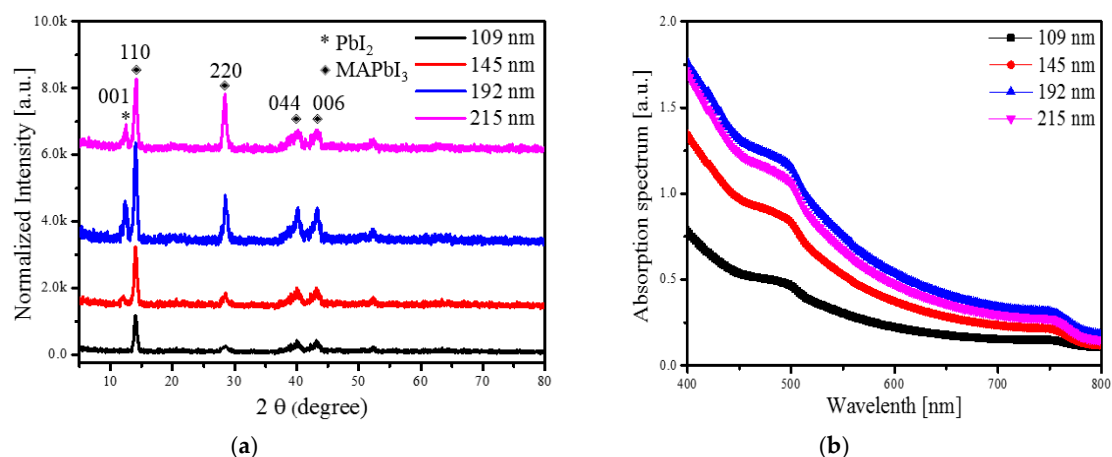 10.0k
8.0k
6.0k
4.0k
2.0k
0.0
Normalized Intensity [a.u.]
10 20 30 40 50 60 70 80
2 θ (degree)
001
*
110
220
044 006
* PbI₂
◈ MAPbI₃
109 nm
145 nm
192 nm
215 nm
(a)
2.0
1.5
1.0
0.5
0.0
Absorption spectrum [a.u.]
400 500 600 700 800
Wavelenth [nm]
109 nm
145 nm
192 nm
215 nm
(b)